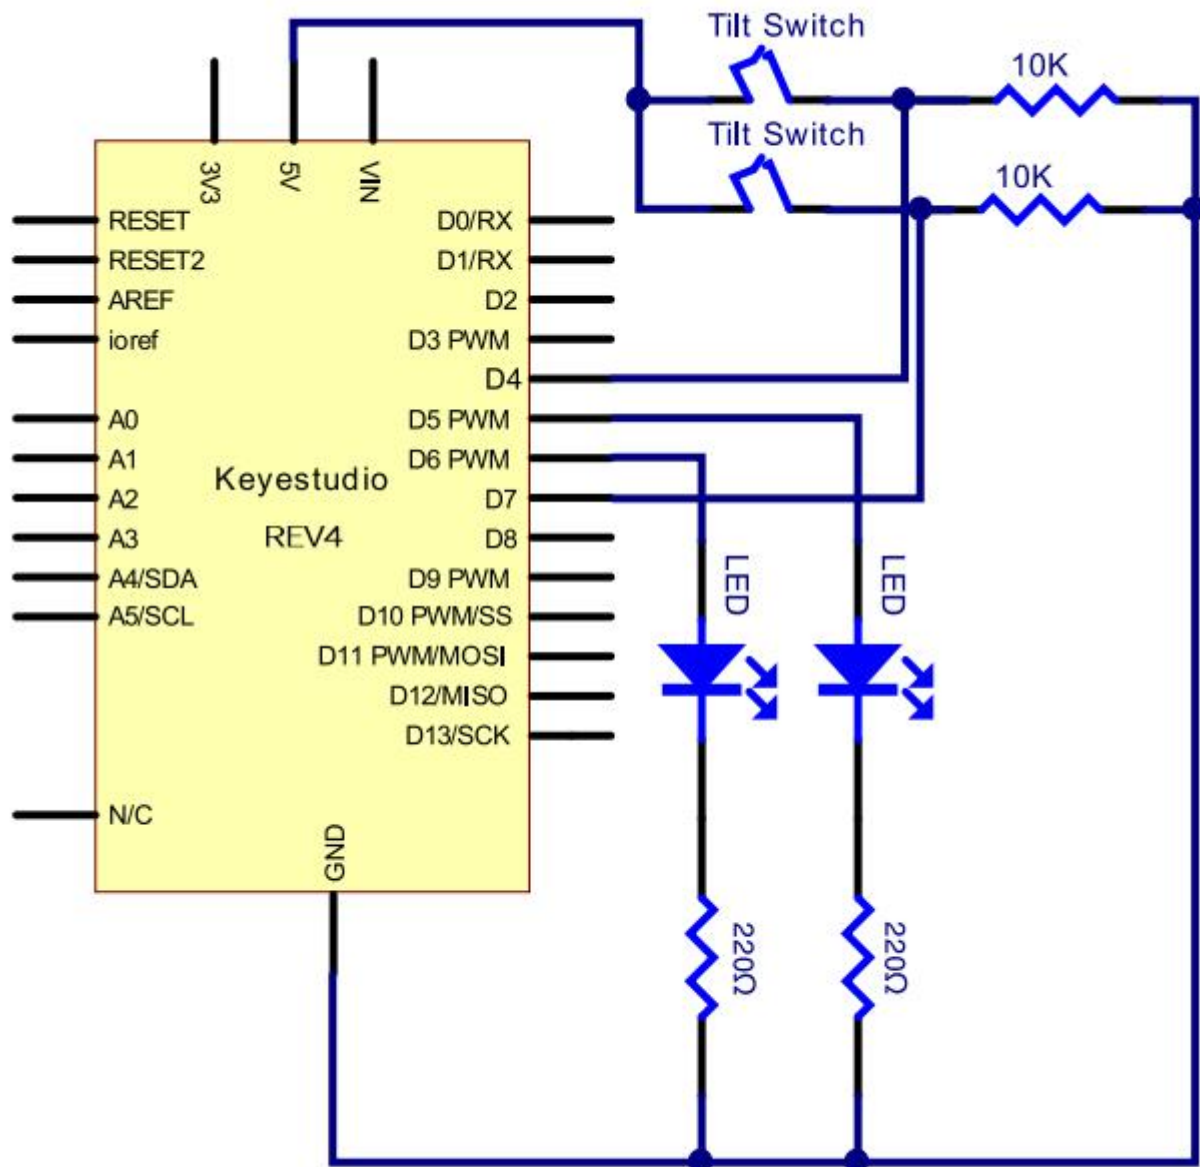 Tilt Switch
10K
Tilt Switch
10K
3V3
5V
VIN
RESET
RESET2
AREF
ioref
A0
A1
A2
A3
A4/SDA
A5/SCL
N/C
Keyestudio
REV4
D0/RX
D1/RX
D2
D3 PWM
D4
D5 PWM
D6 PWM
D7
D8
D9 PWM
D10 PWM/SS
D11 PWM/MOSI
D12/MISO
D13/SCK
GND
LED
LED
220Ω
220Ω